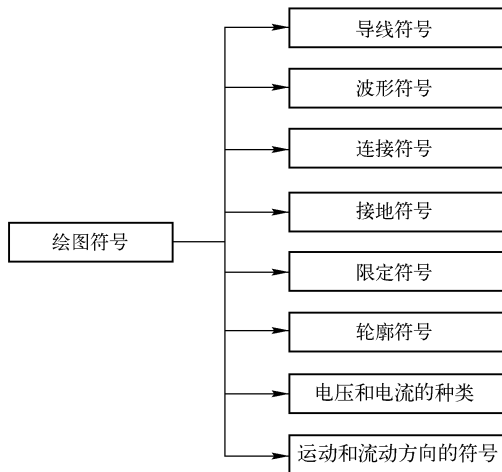 导线符号
波形符号
连接符号
接地符号
绘图符号
限定符号
轮廓符号
电压和电流的种类
运动和流动方向的符号